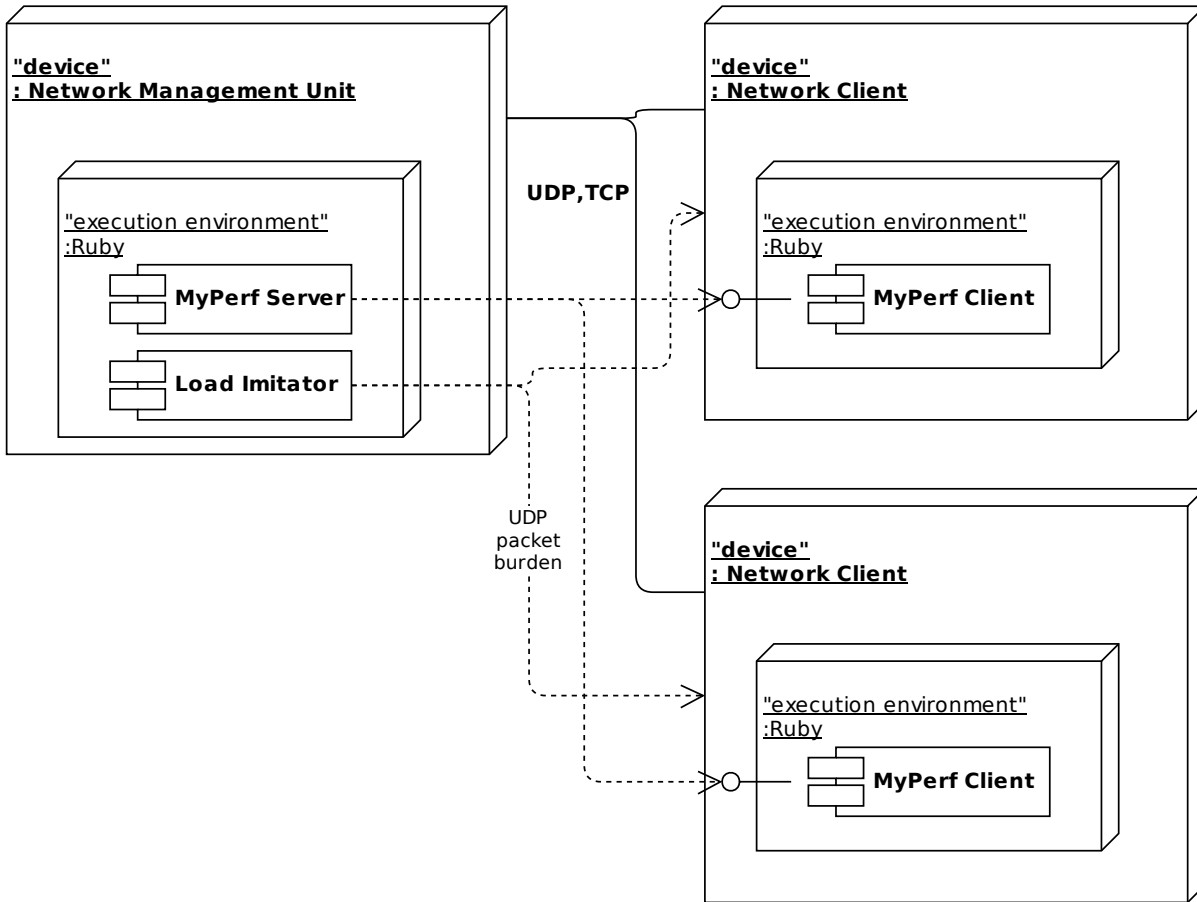 "device"
: Network Management Unit
"execution environment"
:Ruby
MyPerf Server
Load Imitator
UDP,TCP
UDP
packet
burden
"device"
: Network Client
"execution environment"
:Ruby
MyPerf Client
"device"
: Network Client
"execution environment"
:Ruby
MyPerf Client